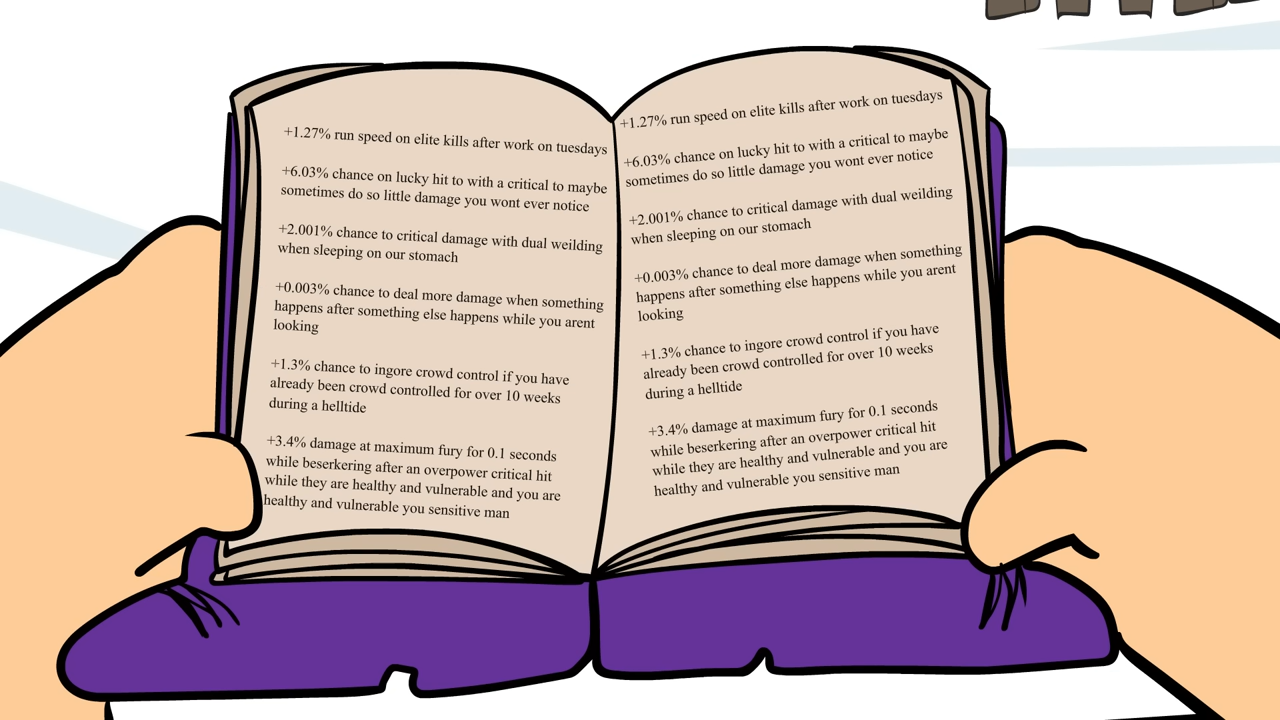 +1.27% run speed on elite kills after work on tuesdays
+6.03% chance on lucky hit to with a critical to maybe
sometimes do so little damage you wont ever notice
+2.001% chance to critical damage with dual weilding
when sleeping on our stomach
+0.003% chance to deal more damage when something
happens after something else happens while you arent
looking
+1.3% chance to ingore crowd control if you have
already been crowd controlled for over 10 weeks
during a helltide
+3.4% damage at maximum fury for 0.1 seconds
while beserkering after an overpower critical hit
while they are healthy and vulnerable and you are
healthy and vulnerable you sensitive man
+1.27% run speed on elite kills after work on tuesdays
+6.03% chance on lucky hit to with a critical to maybe
sometimes do so little damage you wont ever notice
+2.001% chance to critical damage with dual weilding
when sleeping on our stomach
+0.003% chance to deal more damage when something
happens after something else happens while you arent
looking
+1.3% chance to ingore crowd control if you have
already been crowd controlled for over 10 weeks
during a helltide
+3.4% damage at maximum fury for 0.1 seconds
while beserkering after an overpower critical hit
while they are healthy and vulnerable and you are
healthy and vulnerable you sensitive man